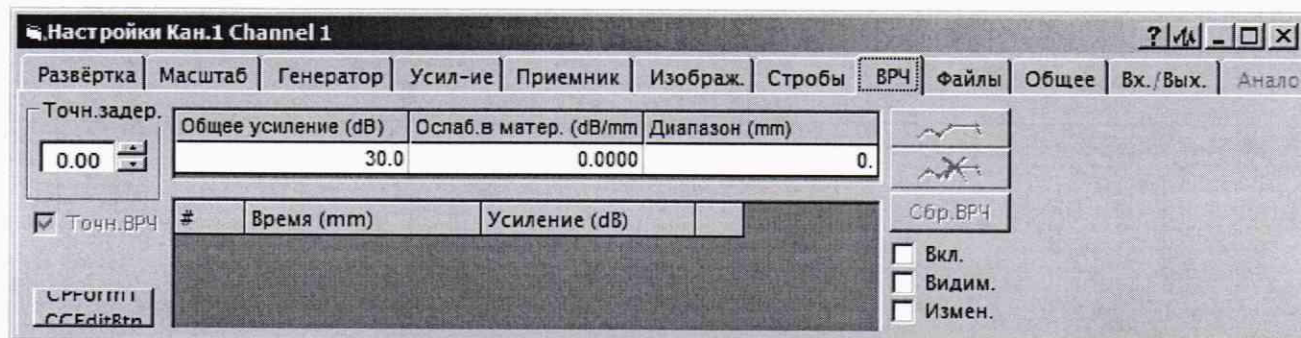 Настройки Кан.1 Channel 1
Развёртка Масштаб Генератор Усил-ие Приемник Изображ. Стробы ВРЧ Файлы Общее Вх./Вых. Анало
Точн.задер.
0.00
Общее усиление (dB) Ослаб.в матер. (dB/mm Диапазон (mm)
30.0 0.0000 0.
Точн.ВРЧ
# Время (mm) Усиление (dB)
Сбр.ВРЧ
Вкл.
Видим.
Измен.
CPForm1
CCEditBtn